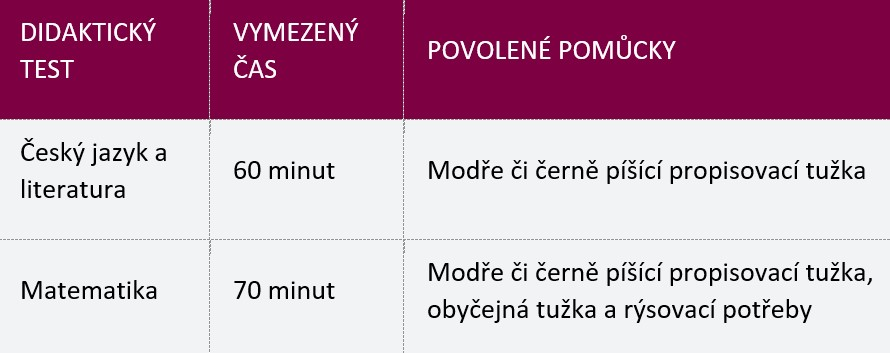 DIDAKTICKÝ
TEST
VYMEZENÝ
ČAS
POVOLENÉ POMŮCKY
Český jazyk a
literatura
60 minut
Modře či černě píšící propisovací tužka
Matematika
70 minut
Modře či černě píšící propisovací tužka,
obyčejná tužka a rýsovací potřeby